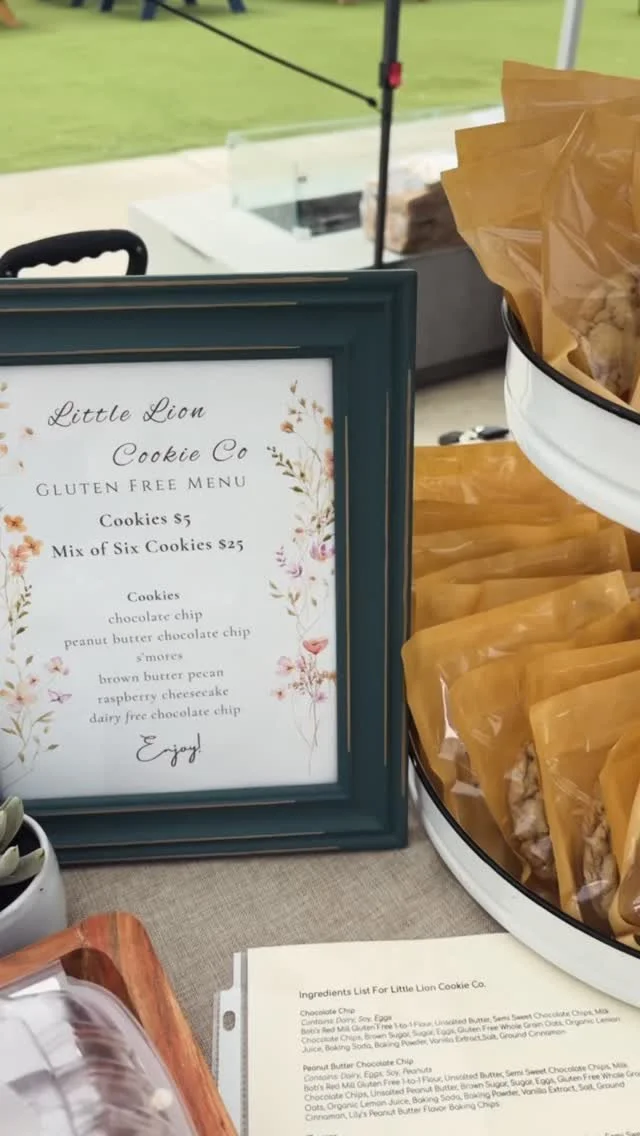 Little Lion
Cookie Co
GLUTEN FREE MENU
Cookies $5
Mix of Six Cookies $25
Cookies
chocolate chip
peanut butter chocolate chip
s'mores
brown butter pecan
raspberry cheesecake
dairy free chocolate chip
Enjoy!
Ingredients List For Little Lion Cookie Co.
Chocolate Chip
Contains: Dairy, Soy, Eggs
Bob's Red Mill Gluten Free 1-to-1 Flour, Unsalted Butter, Semi Sweet Chocolate Chips, Milk
Chocolate Chips, Brown Sugar, Sugar, Eggs, Gluten Free Whole Grain Oats, Organic Lemon
Juice, Baking Soda, Baking Powder, Vanilla Extract,Salt, Ground Cinnamon
Peanut Butter Chocolate Chip
Contains: Dairy, Eggs, Soy, Peanuts
Bob's Red Mill Gluten Free 1-to-1 Flour, Unsalted Butter, Semi Sweet Chocolate Chips, Milk
Chocolate Chips, Unsalted Peanut Butter, Brown Sugar, Sugar, Eggs, Gluten Free Whole Grain
Oats, Organic Lemon Juice, Baking Soda, Baking Powder, Vanilla Extract, Salt, Ground
Cinnamon, Lily's Peanut Butter Flavor Baking Chips